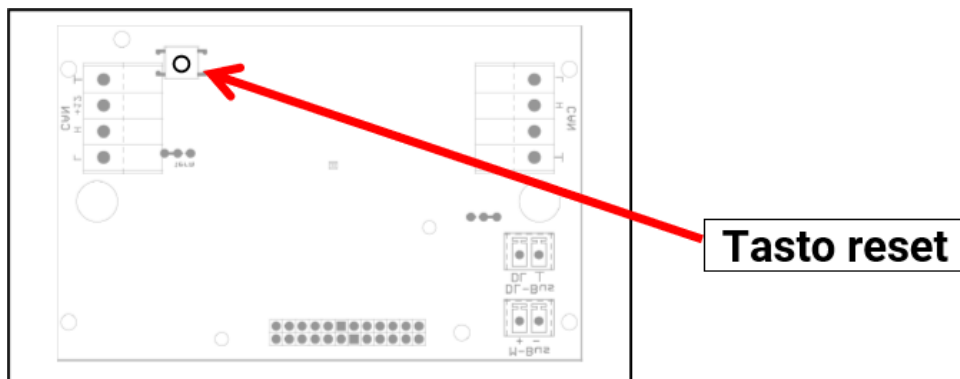 CAN
+12
H
L
CAN
H
L
Tasto reset
DL
DL-Bus
+ -
M-Bus